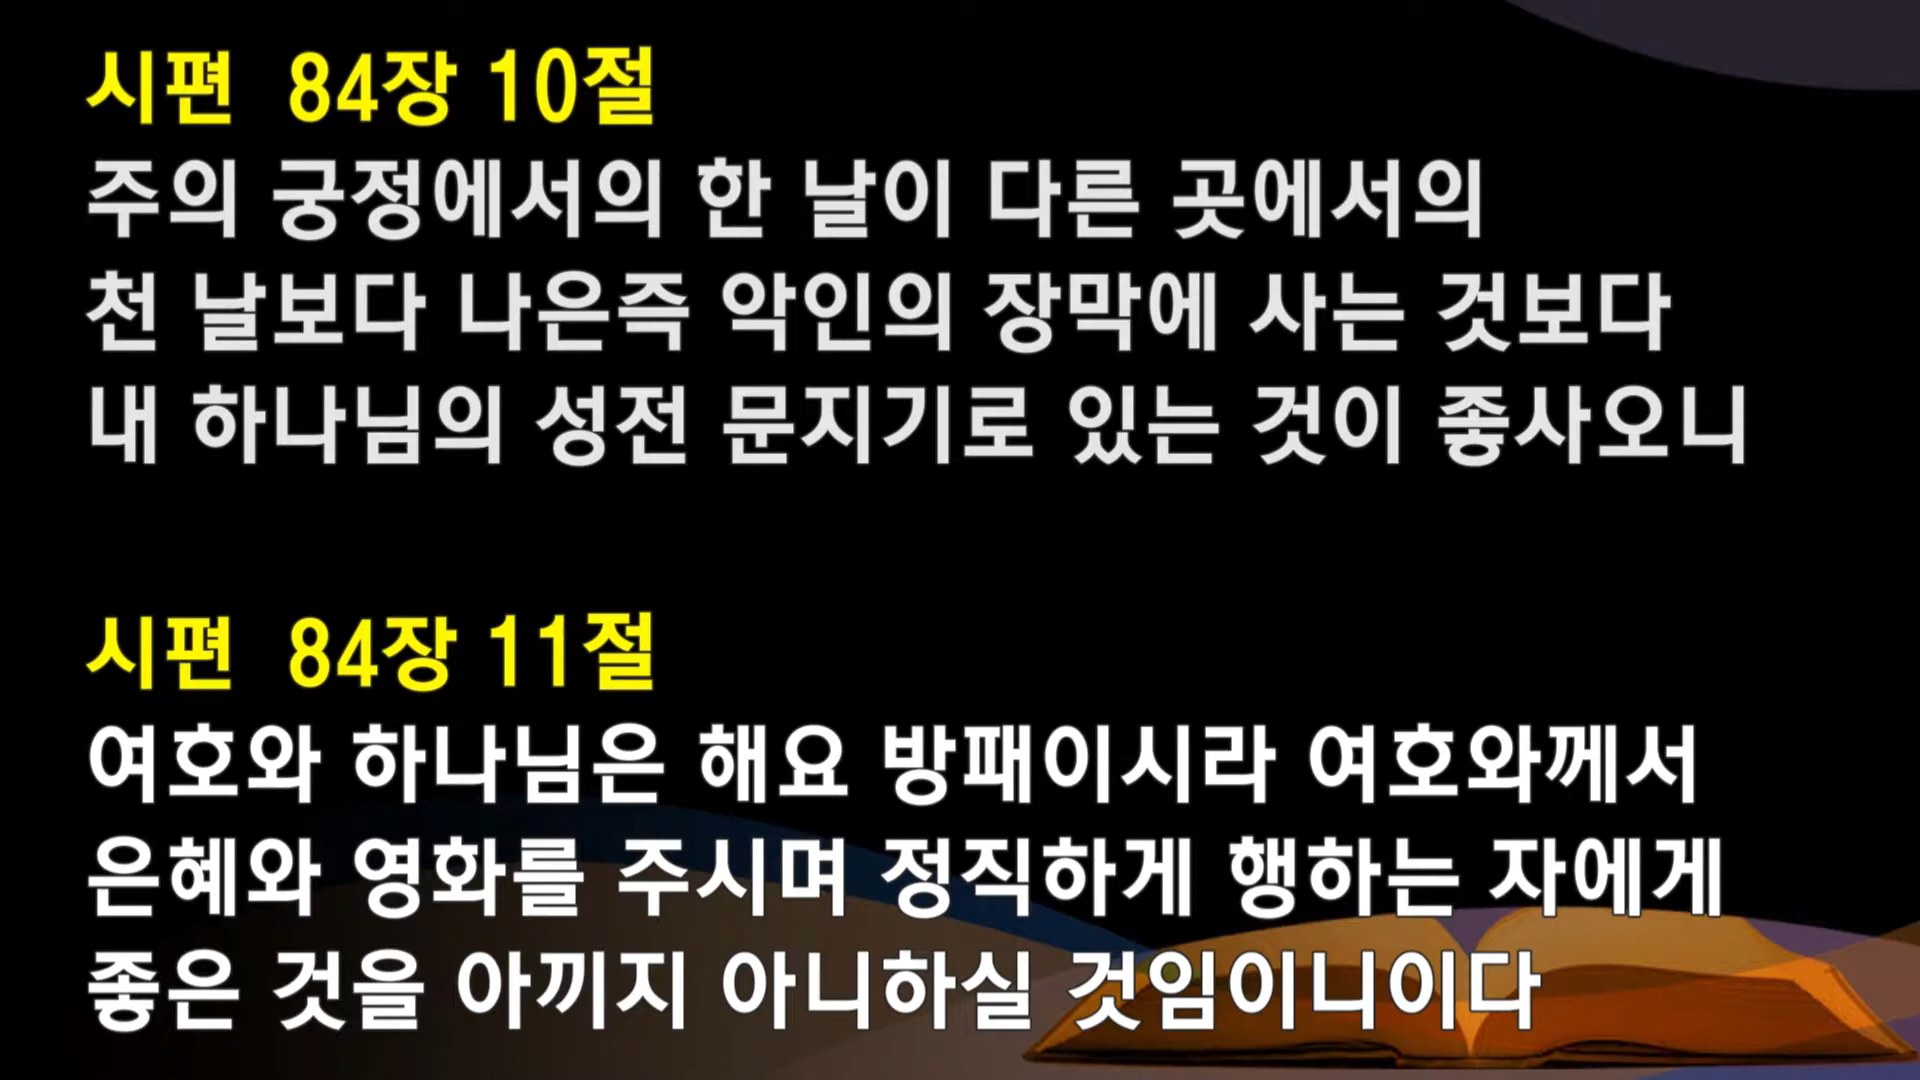 시편  84장 10절
주의 궁정에서의 한 날이 다른 곳에서의
천 날보다 나은즉 악인의 장막에 사는 것보다
내 하나님의 성전 문지기로 있는 것이 좋사오니
시편  84장 11절
여호와 하나님은 해요 방패이시라 여호와께서
은혜와 영화를 주시며 정직하게 행하는 자에게
좋은 것을 아끼지 아니하실 것임이니이다